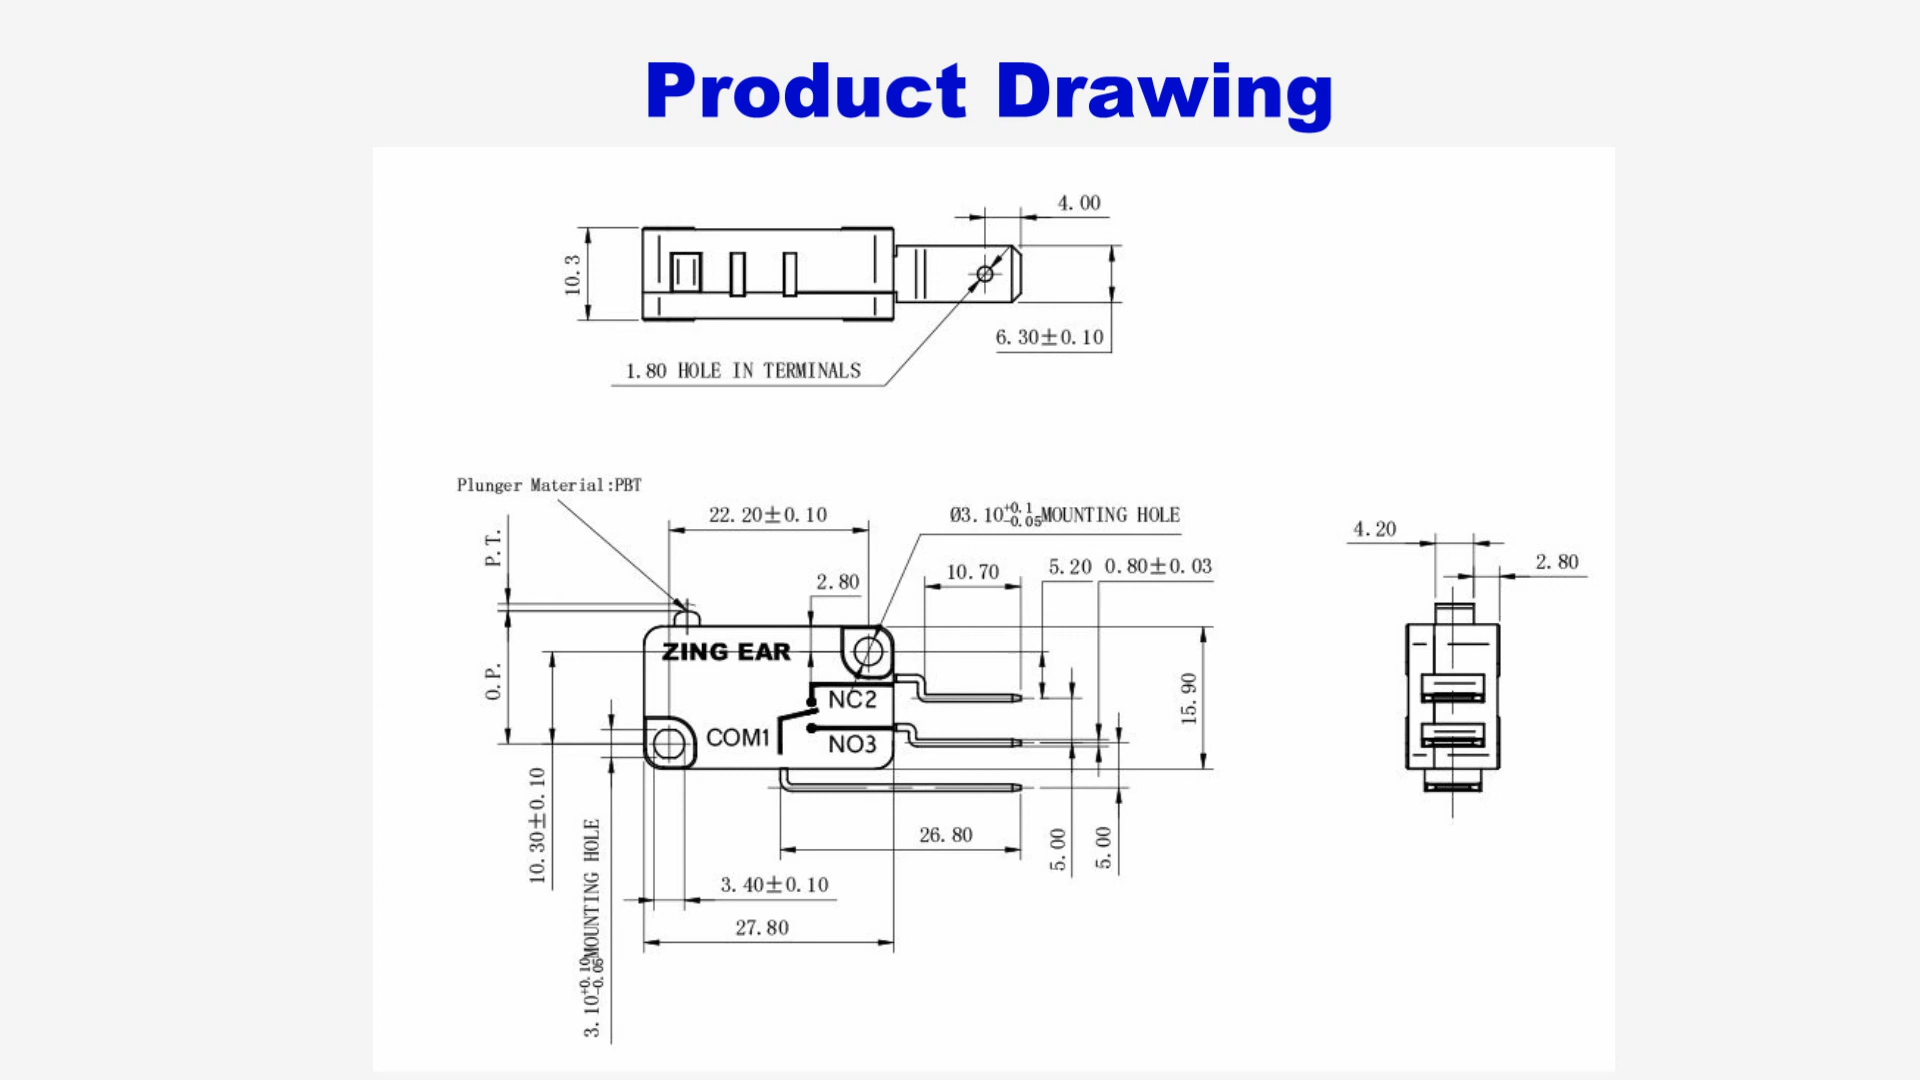 Product Drawing
4.00
10.3
6.30±0.10
1.80 HOLE IN TERMINALS
Plunger Material:PBT
22.20±0.10
Ø3.10+0.1-0.05MOUNTING HOLE
P.T.
4.20
2.80
10.70
5.20
0.80±0.03
2.80
ZING EAR
O.P.
NC2
15.90
COM1
NO3
10.30±0.10
26.80
5.00
5.00
3.40±0.10
27.80
3.10+0.10-0.05MOUNTING HOLE